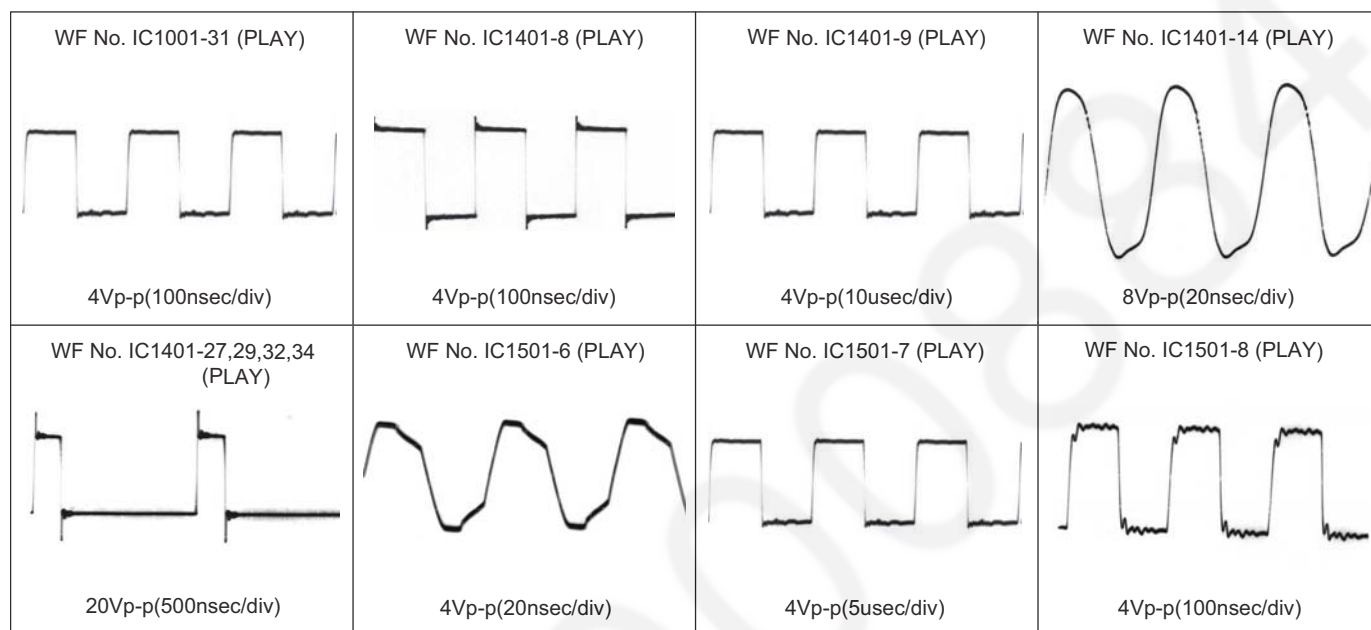 WF No. IC1001-31 (PLAY)
4Vp-p(100nsec/div)
WF No. IC1401-8 (PLAY)
4Vp-p(100nsec/div)
WF No. IC1401-9 (PLAY)
4Vp-p(10usec/div)
WF No. IC1401-14 (PLAY)
8Vp-p(20nsec/div)
WF No. IC1401-27,29,32,34
(PLAY)
20Vp-p(500nsec/div)
WF No. IC1501-6 (PLAY)
4Vp-p(20nsec/div)
WF No. IC1501-7 (PLAY)
4Vp-p(5usec/div)
WF No. IC1501-8 (PLAY)
4Vp-p(100nsec/div)